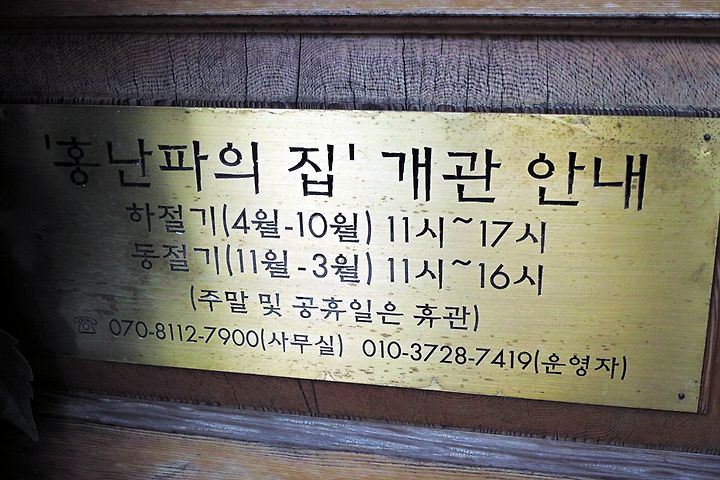 '홍난파의 집' 개관 안내
하절기(4월-10월) 11시~17시
동절기(11월-3월) 11시~16시
(주말 및 공휴일은 휴관)
☏ 070-8112-7900(사무실) 010-3728-7419(운영자)